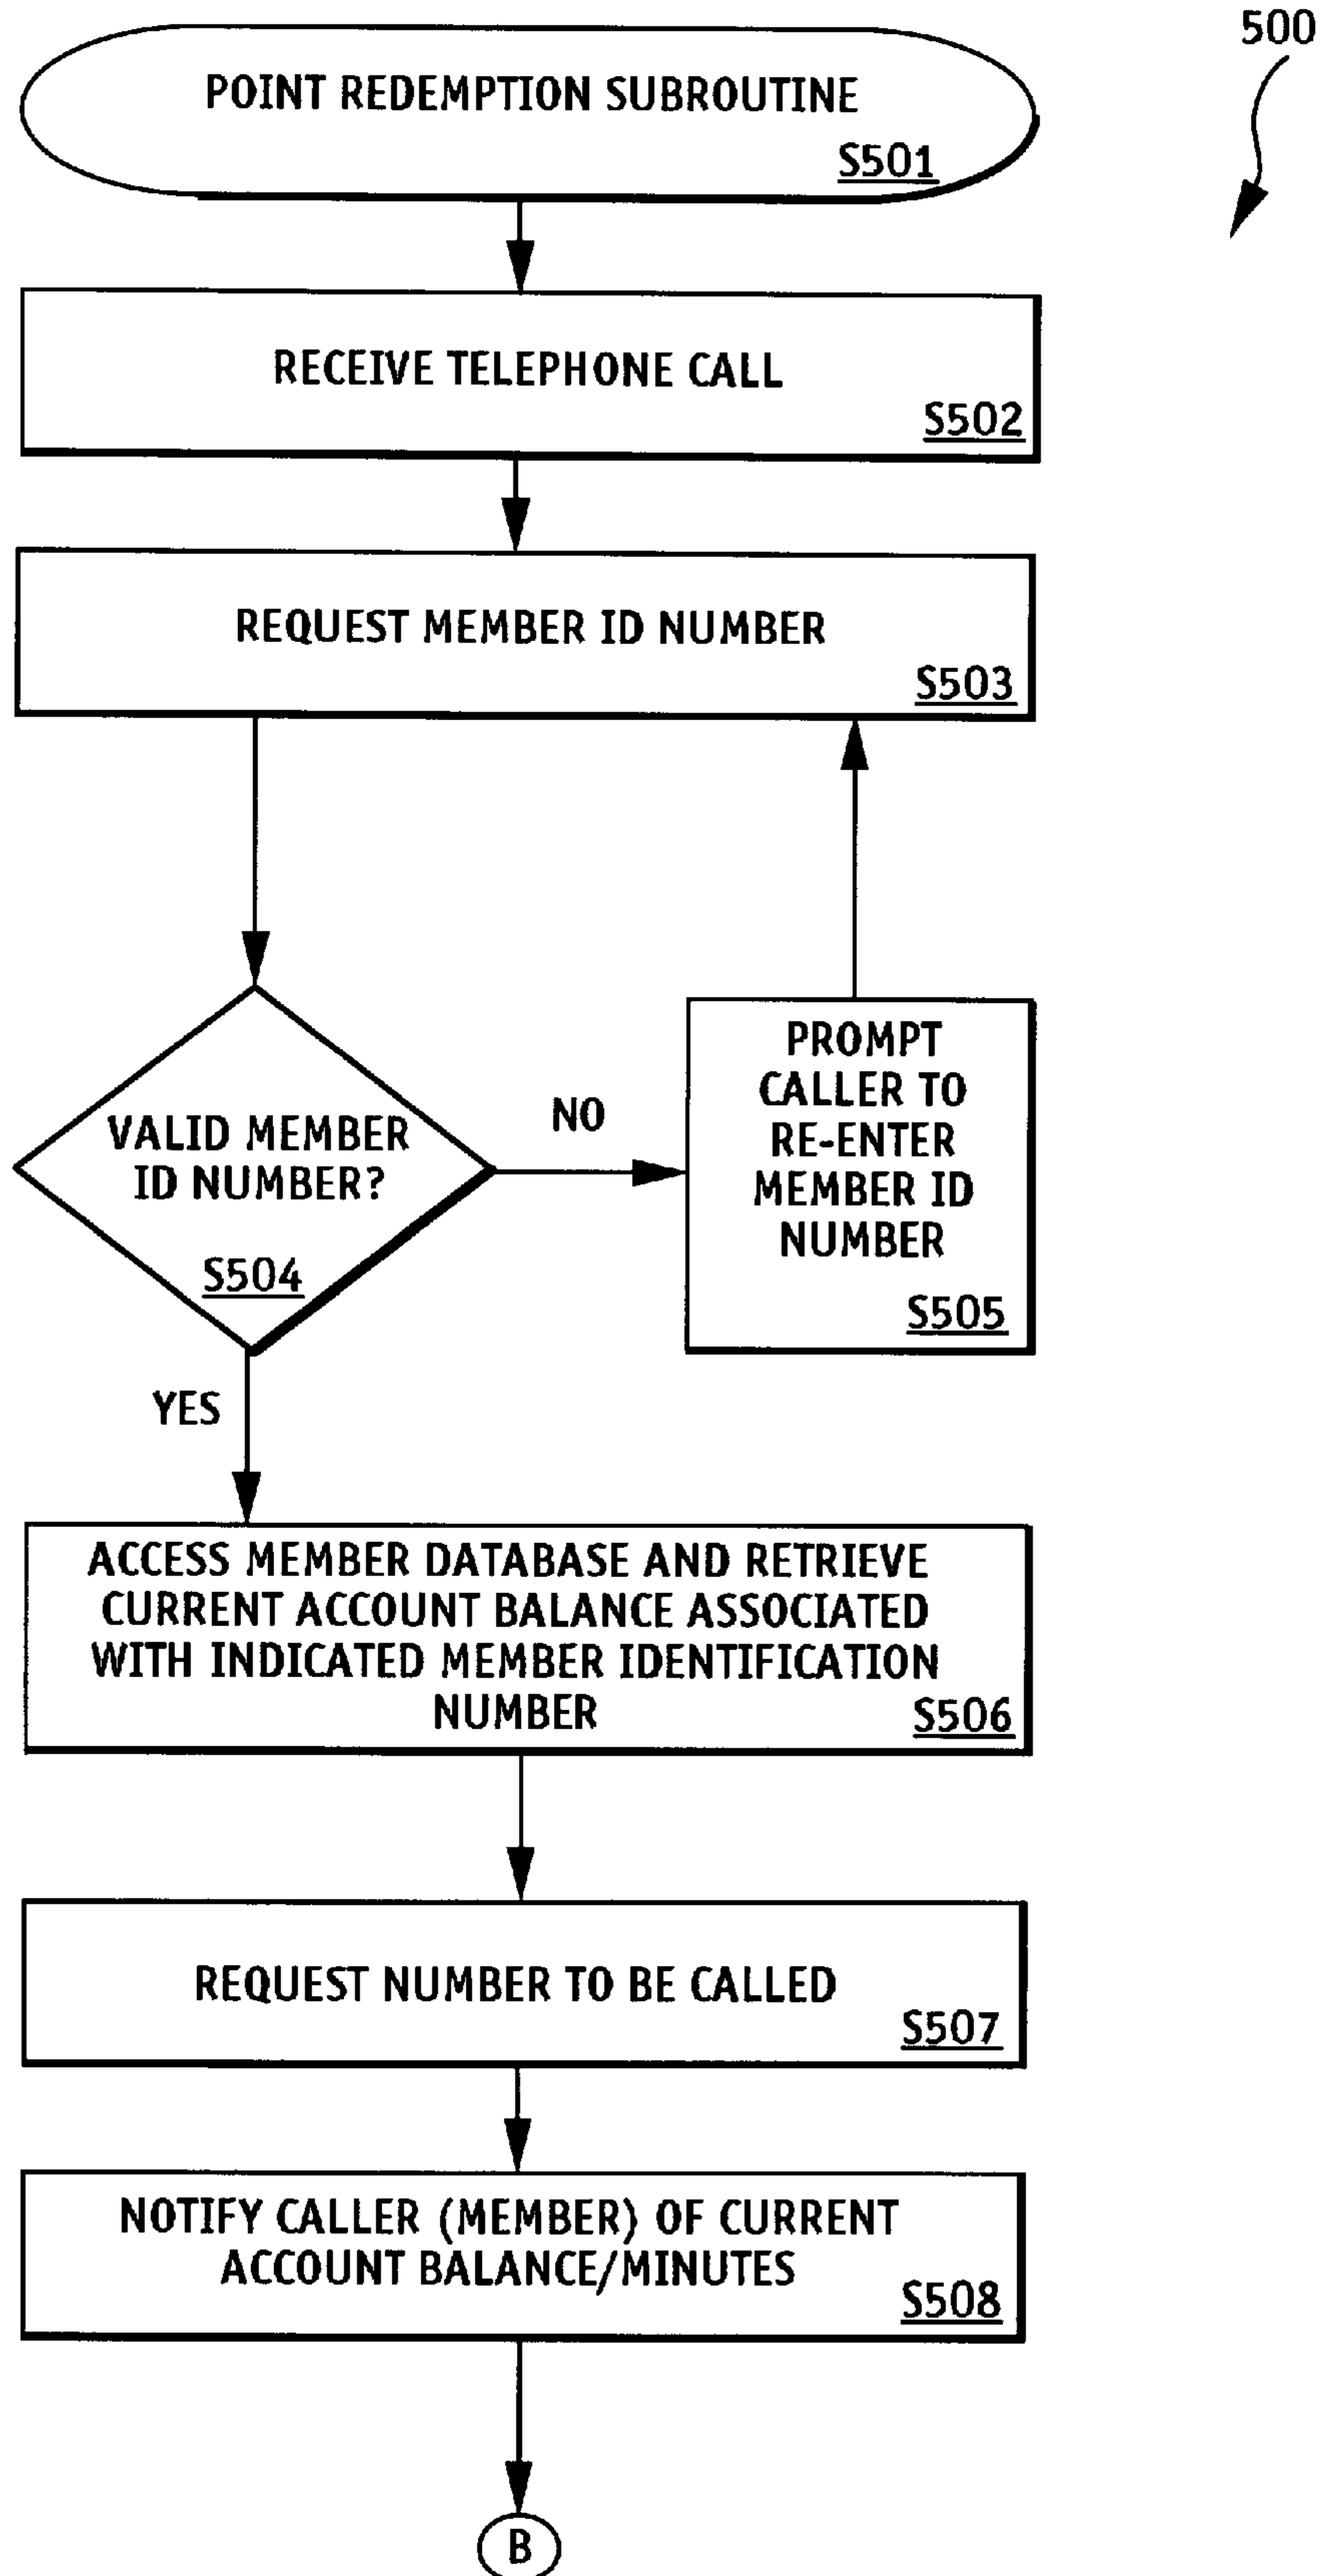 500
POINT REDEMPTION SUBROUTINE
S501
RECEIVE TELEPHONE CALL
S502
REQUEST MEMBER ID NUMBER
S503
VALID MEMBER
ID NUMBER?
S504
NO
PROMPT
CALLER TO
RE-ENTER
MEMBER ID
NUMBER
S505
YES
ACCESS MEMBER DATABASE AND RETRIEVE
CURRENT ACCOUNT BALANCE ASSOCIATED
WITH INDICATED MEMBER IDENTIFICATION
NUMBER
S506
REQUEST NUMBER TO BE CALLED
S507
NOTIFY CALLER (MEMBER) OF CURRENT
ACCOUNT BALANCE/MINUTES
S508
B